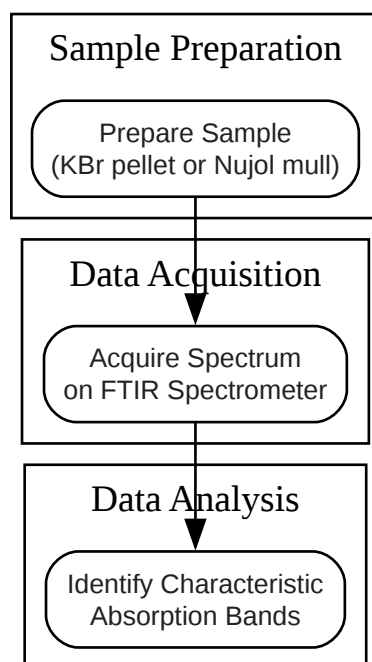 Sample Preparation
Prepare Sample
(KBr pellet or Nujol mull)
Data Acquisition
Acquire Spectrum
on FTIR Spectrometer
Data Analysis
Identify Characteristic
Absorption Bands